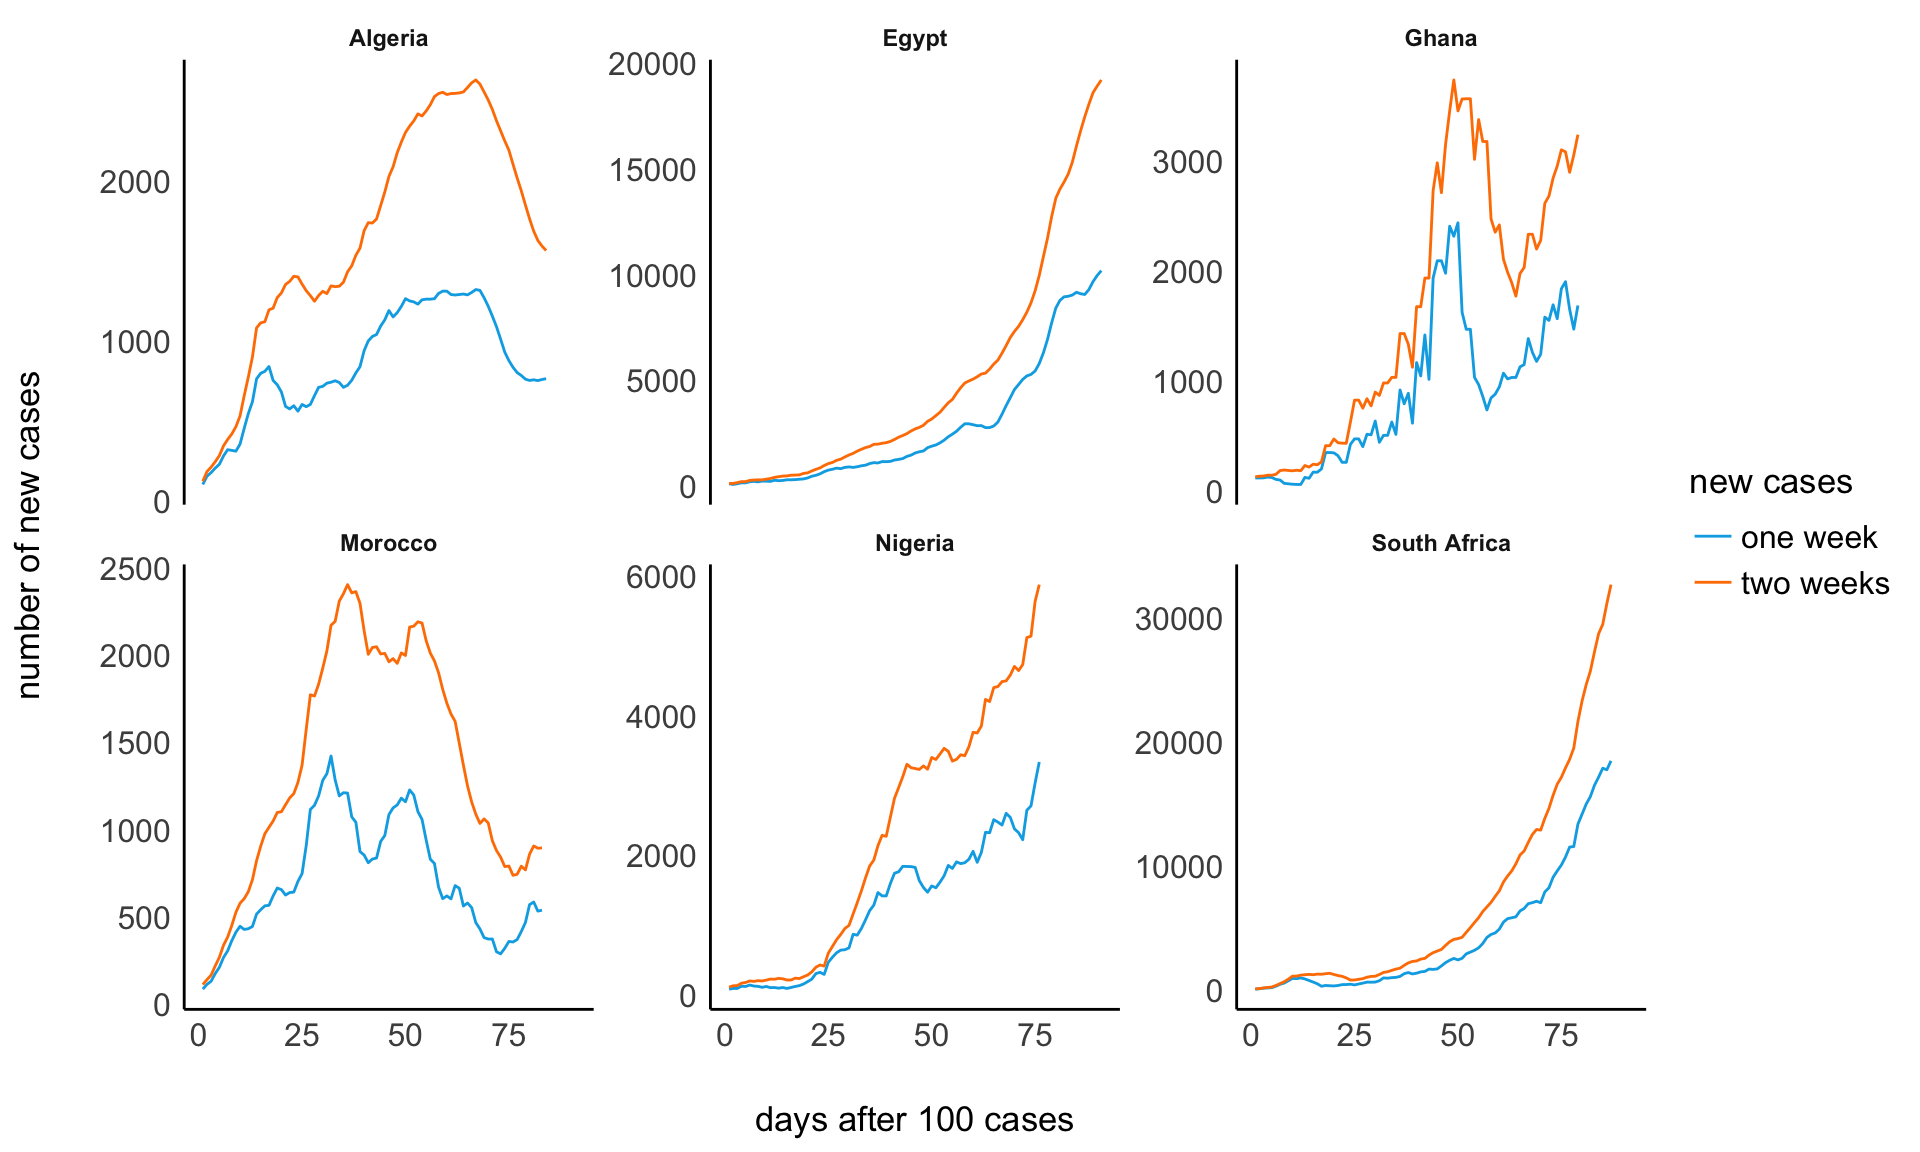 Algeria
Egypt
Ghana
20000
15000
10000
5000
0
2000
1000
0
3000
2000
1000
0
number of new cases
new cases
one week
two weeks
Morocco
Nigeria
South Africa
2500
2000
1500
1000
500
0
6000
4000
2000
0
30000
20000
10000
0
0 25 50 75
0 25 50 75
0 25 50 75
days after 100 cases